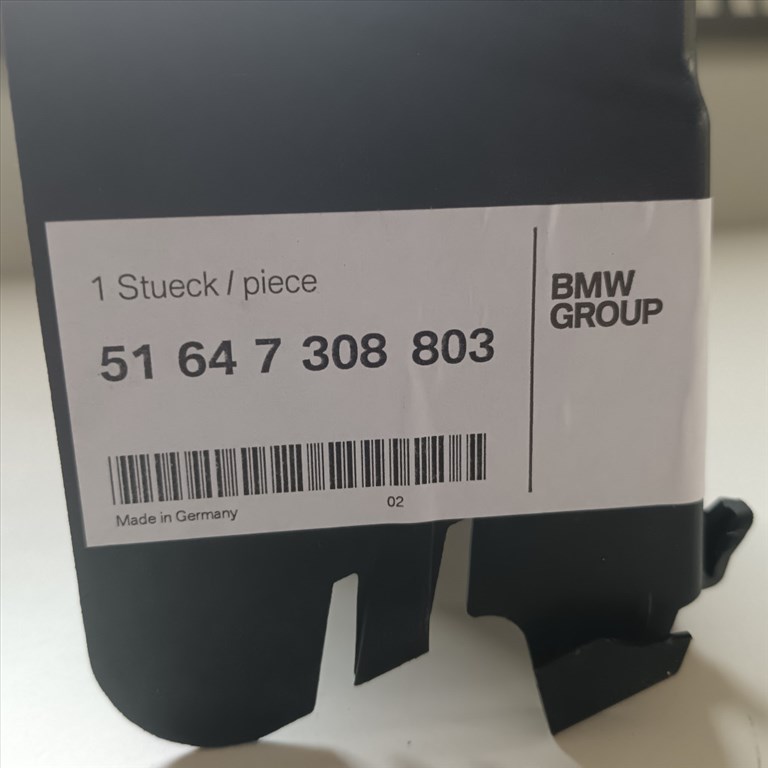 1 Stueck / piece
51 64 7 308 803
Made in Germany
02
BMW
GROUP